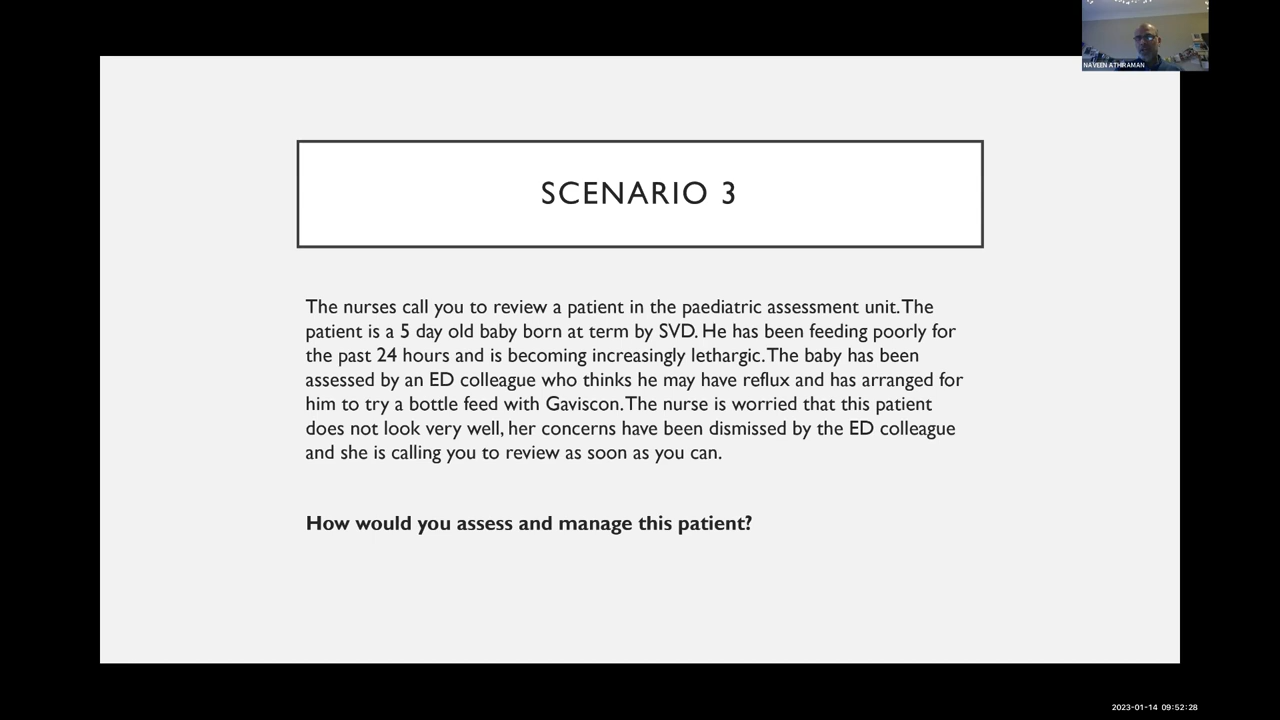 NAVEEN ATHIRAMAN
SCENARIO 3
The nurses call you to review a patient in the paediatric assessment unit. The
patient is a 5 day old baby born at term by SVD. He has been feeding poorly for
the past 24 hours and is becoming increasingly lethargic. The baby has been
assessed by an ED colleague who thinks he may have reflux and has arranged for
him to try a bottle feed with Gaviscon. The nurse is worried that this patient
does not look very well, her concerns have been dismissed by the ED colleague
and she is calling you to review as soon as you can.
How would you assess and manage this patient?
2023-01-14 09:52:28